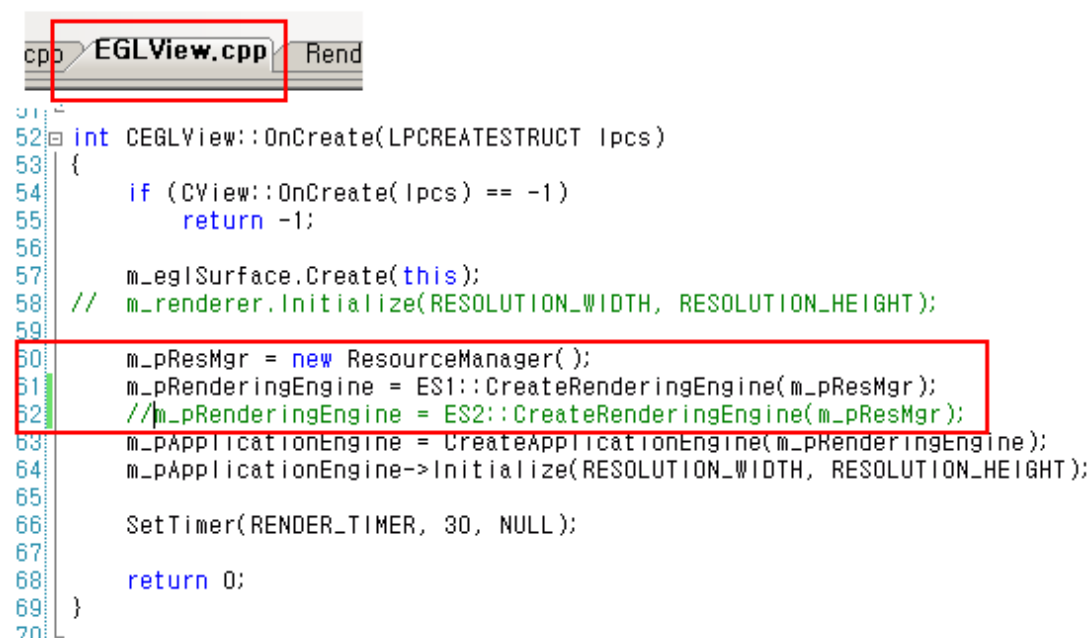 cpp EGLView.cpp Rend
51
52 int CEGLView::OnCreate(LPCREATESTRUCT lpcs)
53 {
54 if (CView::OnCreate(lpcs) == -1)
55 return -1;
56
57 m_eglSurface.Create(this);
58 // m_renderer.Initialize(RESOLUTION_WIDTH, RESOLUTION_HEIGHT);
59
60 m_pResMgr = new ResourceManager();
61 m_pRenderingEngine = ES1::CreateRenderingEngine(m_pResMgr);
62 //m_pRenderingEngine = ES2::CreateRenderingEngine(m_pResMgr);
63 m_pApplicationEngine = CreateApplicationEngine(m_pRenderingEngine);
64 m_pApplicationEngine->Initialize(RESOLUTION_WIDTH, RESOLUTION_HEIGHT);
65
66 SetTimer(RENDER_TIMER, 30, NULL);
67
68 return 0;
69 }
70